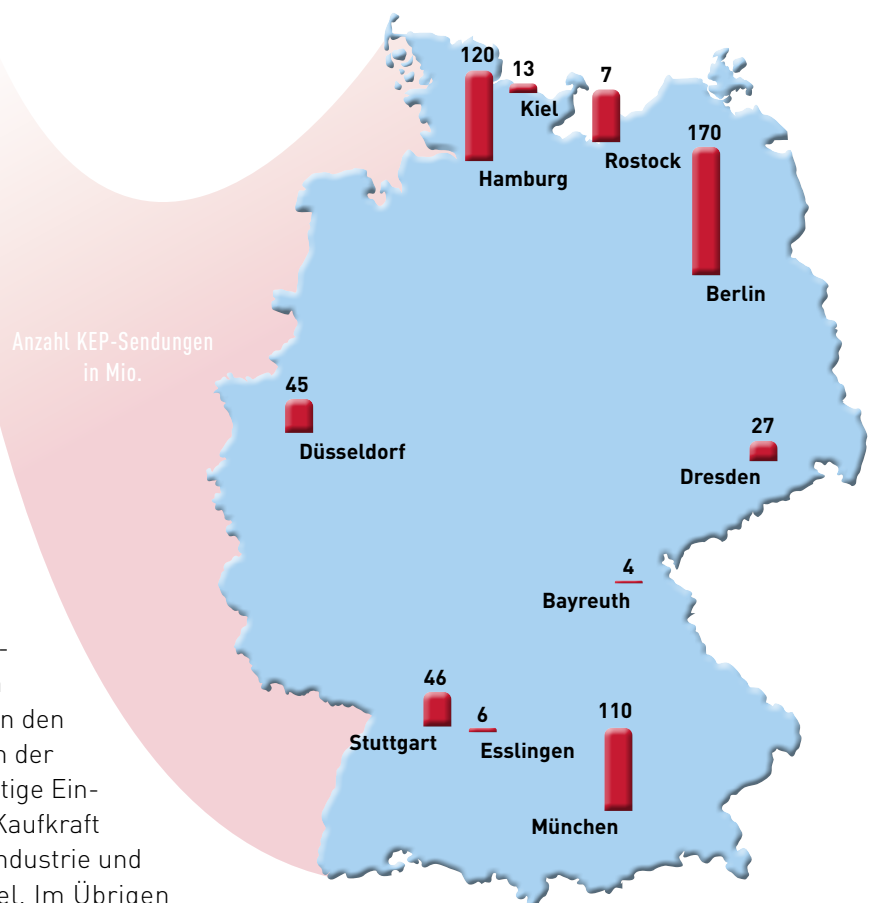 120
13
Kiel
7
Rostock
170
Hamburg
Berlin
Anzahl KEP-Sendungen
in Mio.
45
Düsseldorf
27
Dresden
4
Bayreuth
46
Stuttgart
6
Esslingen
110
München
n den
der
tige Ein-
Kaufkraft
ndustrie und
el. Im Übrigen